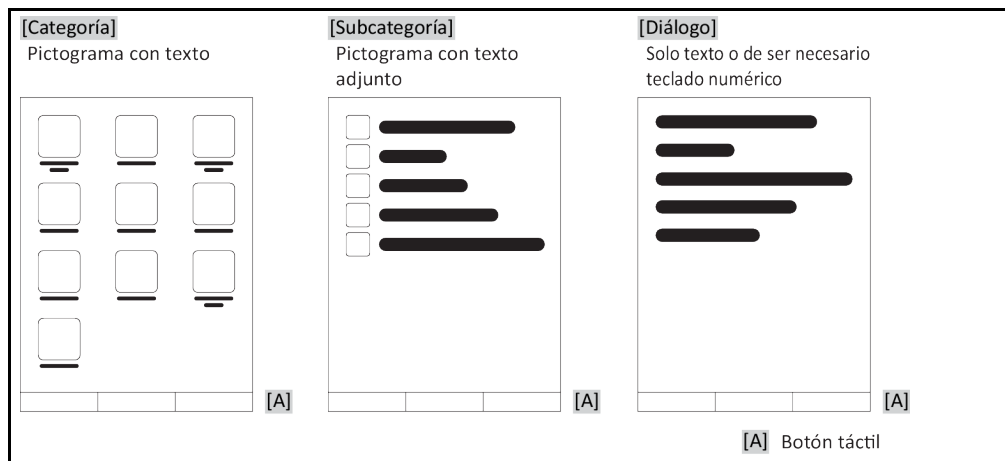 [Categoría]
Pictograma con texto
[Subcategoría]
Pictograma con texto
adjunto
[Diálogo]
Solo texto o de ser necesario
teclado numérico
[A]
[A]
[A]
[A] Botón táctil